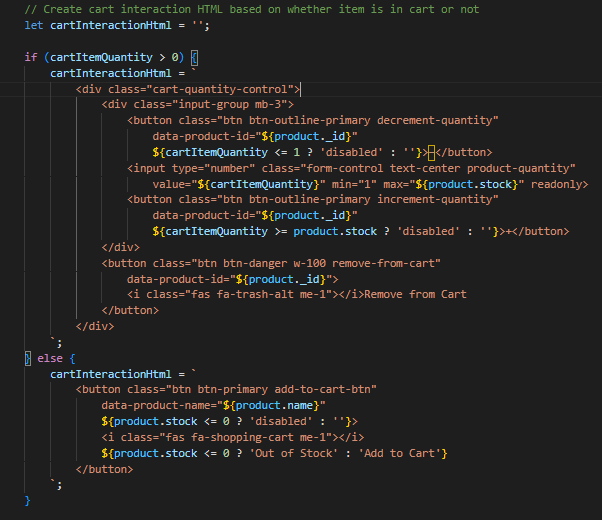 // Create cart interaction HTML based on whether item is in cart or not
let cartInteractionHtml = '';

if (cartItemQuantity > 0) {
    cartInteractionHtml = `
        <div class="cart-quantity-control">
            <div class="input-group mb-3">
                <button class="btn btn-outline-primary decrement-quantity"
                    data-product-id="${product._id}"
                    ${cartItemQuantity <= 1 ? 'disabled' : ''}>−</button>
                <input type="number" class="form-control text-center product-quantity"
                    value="${cartItemQuantity}" min="1" max="${product.stock}" readonly>
                <button class="btn btn-outline-primary increment-quantity"
                    data-product-id="${product._id}"
                    ${cartItemQuantity >= product.stock ? 'disabled' : ''}>+</button>
            </div>
            <button class="btn btn-danger w-100 remove-from-cart"
                data-product-id="${product._id}">
                <i class="fas fa-trash-alt me-1"></i>Remove from Cart
            </button>
        </div>
    `;
} else {
    cartInteractionHtml = `
        <button class="btn btn-primary add-to-cart-btn"
            data-product-name="${product.name}"
            ${product.stock <= 0 ? 'disabled' : ''}>
            <i class="fas fa-shopping-cart me-1"></i>
            ${product.stock <= 0 ? 'Out of Stock' : 'Add to Cart'}
        </button>
    `;
}